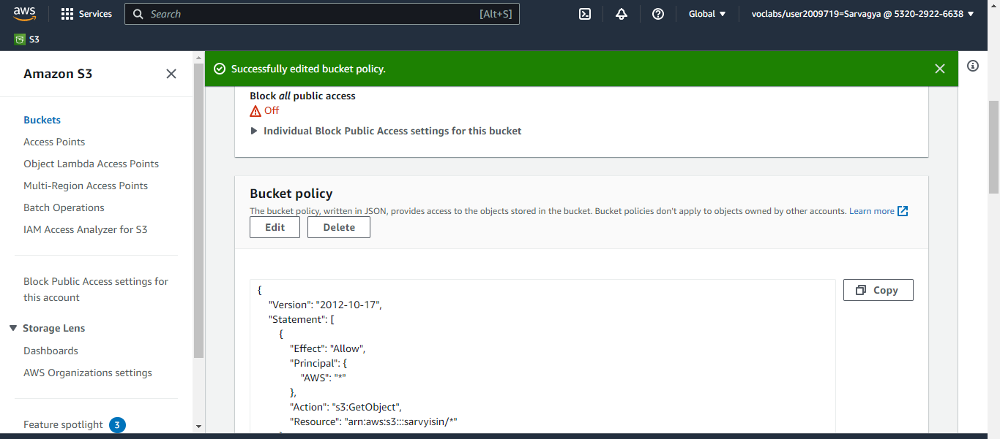 aws
Services
Search
[Alt+S]
Global
voclabs/user2009719=Sarvagya @ 5320-2922-6638
S3
Amazon S3
Buckets
Access Points
Object Lambda Access Points
Multi-Region Access Points
Batch Operations
IAM Access Analyzer for S3
Block Public Access settings for
this account
Storage Lens
Dashboards
AWS Organizations settings
Feature spotlight 3
Successfully edited bucket policy.
Block all public access
Off
Individual Block Public Access settings for this bucket
Bucket policy
The bucket policy, written in JSON, provides access to the objects stored in the bucket. Bucket policies don't apply to objects owned by other accounts. Learn more
Edit
Delete
Copy
{
"Version": "2012-10-17",
"Statement": [
{
"Effect": "Allow",
"Principal": {
"AWS": "*"
},
"Action": "s3:GetObject",
"Resource": "arn:aws:s3:::sarvyisin/*"